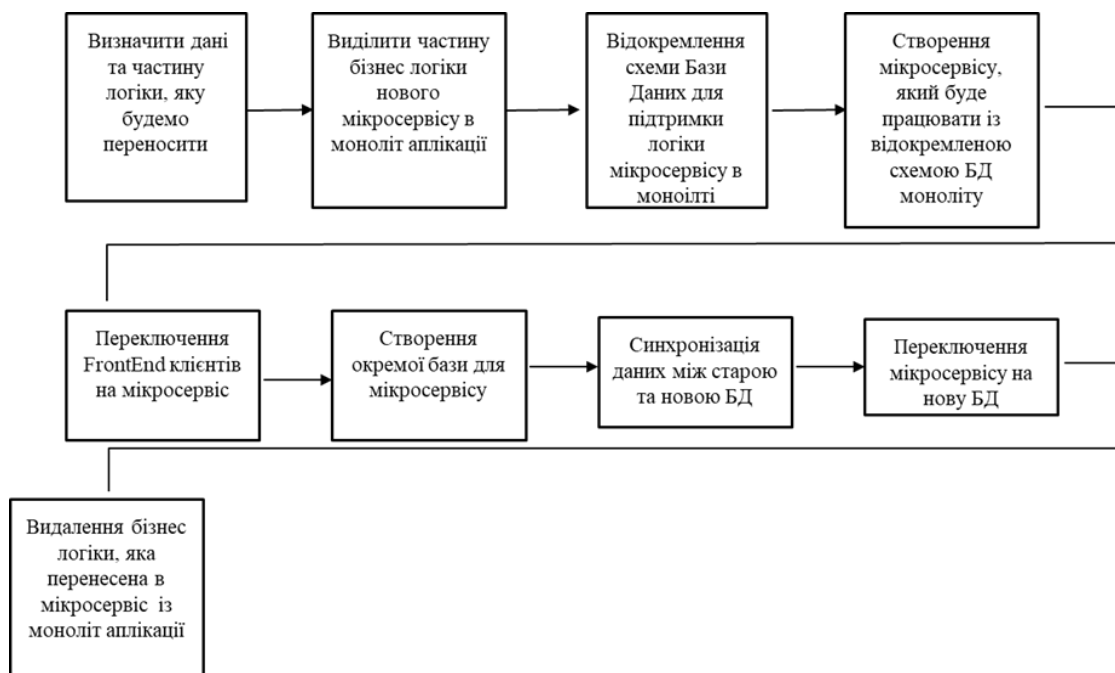 Визначити дані
та частину
логіки, яку
будемо
переносити
Виділити частину
бізнес логіки
нового
мікросервісу в
моноліт аплікації
Відокремлення
схеми Бази
Даних для
підтримки
логіки
мікросервісу в
моноілті
Створення
мікросервісу,
який буде
працювати із
відокремленою
схемою БД
моноліту
Переключення
FrontEnd клієнтів
на мікросервіс
Створення
окремої бази для
мікросервісу
Синхронізація
даних між старою
та новою БД
Переключення
мікросервісу на
нову БД
Видалення бізнес
логіки, яка
перенесена в
мікросервіс із
моноліт аплікації